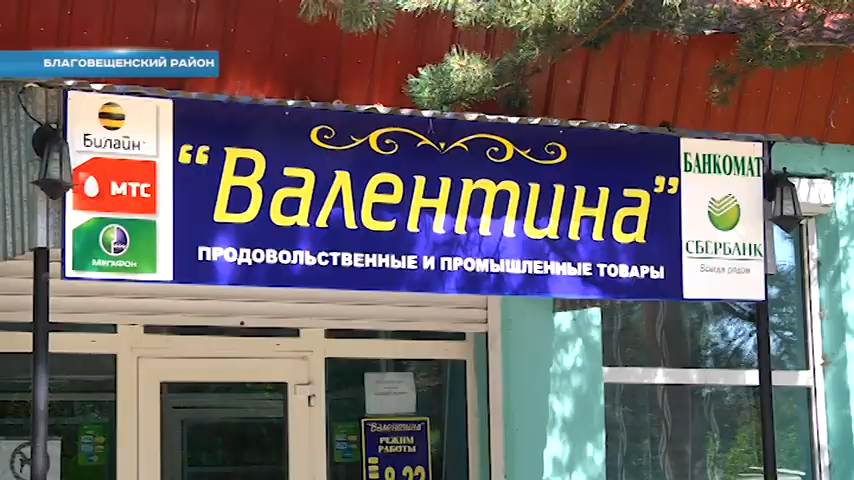 БЛАГОВЕЩЕНСКИЙ РАЙОН
Билайн
МТС
МЕГАФОН
"Валентина"
ПРОДОВОЛЬСТВЕННЫЕ И ПРОМЫШЛЕННЫЕ ТОВАРЫ
БАНКОМАТ
СБЕРБАНК
Всегда рядом
"Валентина"
РЕЖИМ
РАБОТЫ